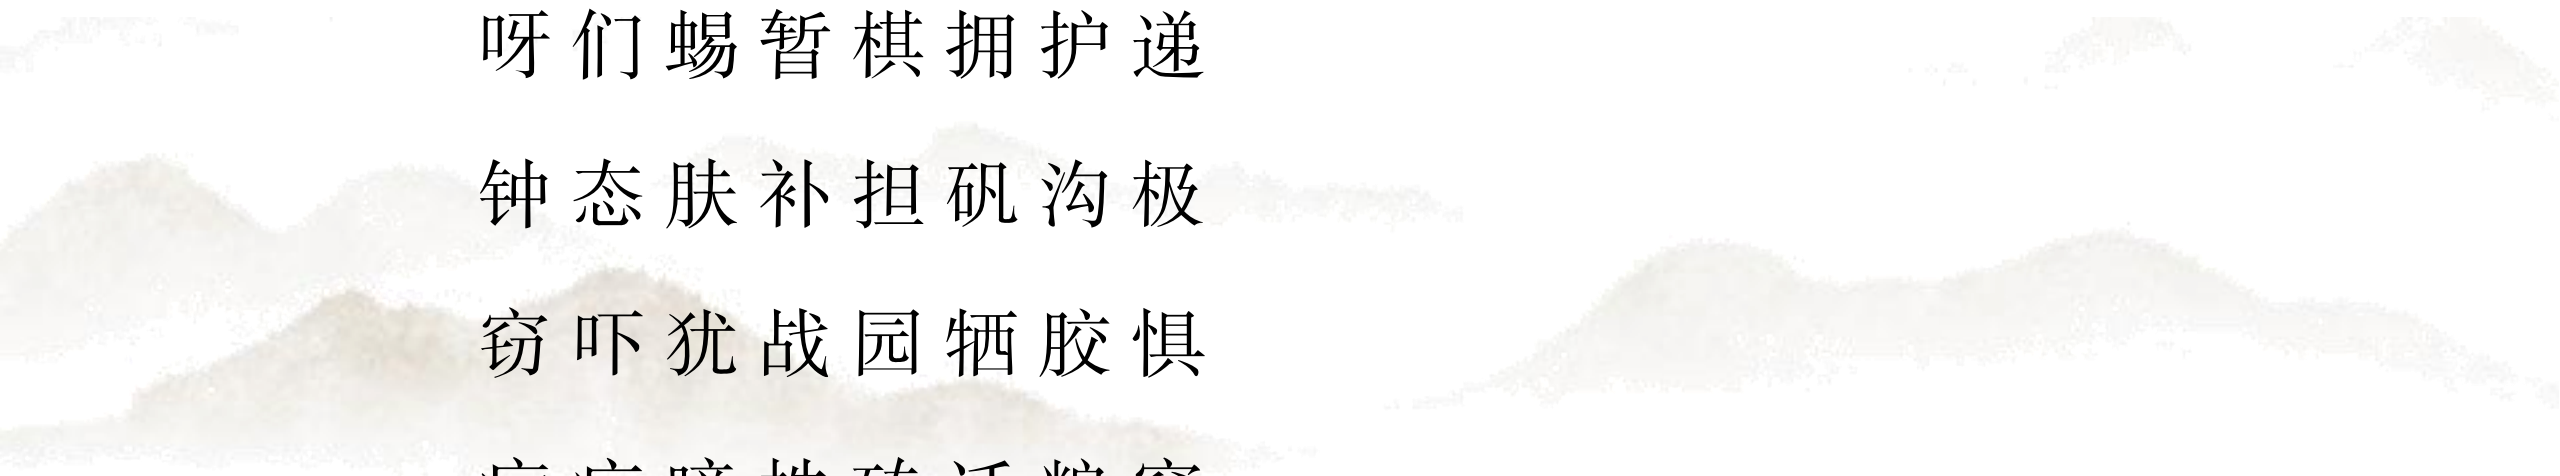 呀们蜴暂棋拥护递
钟态肤补担矾沟极
窃吓犹战园牺胶惧